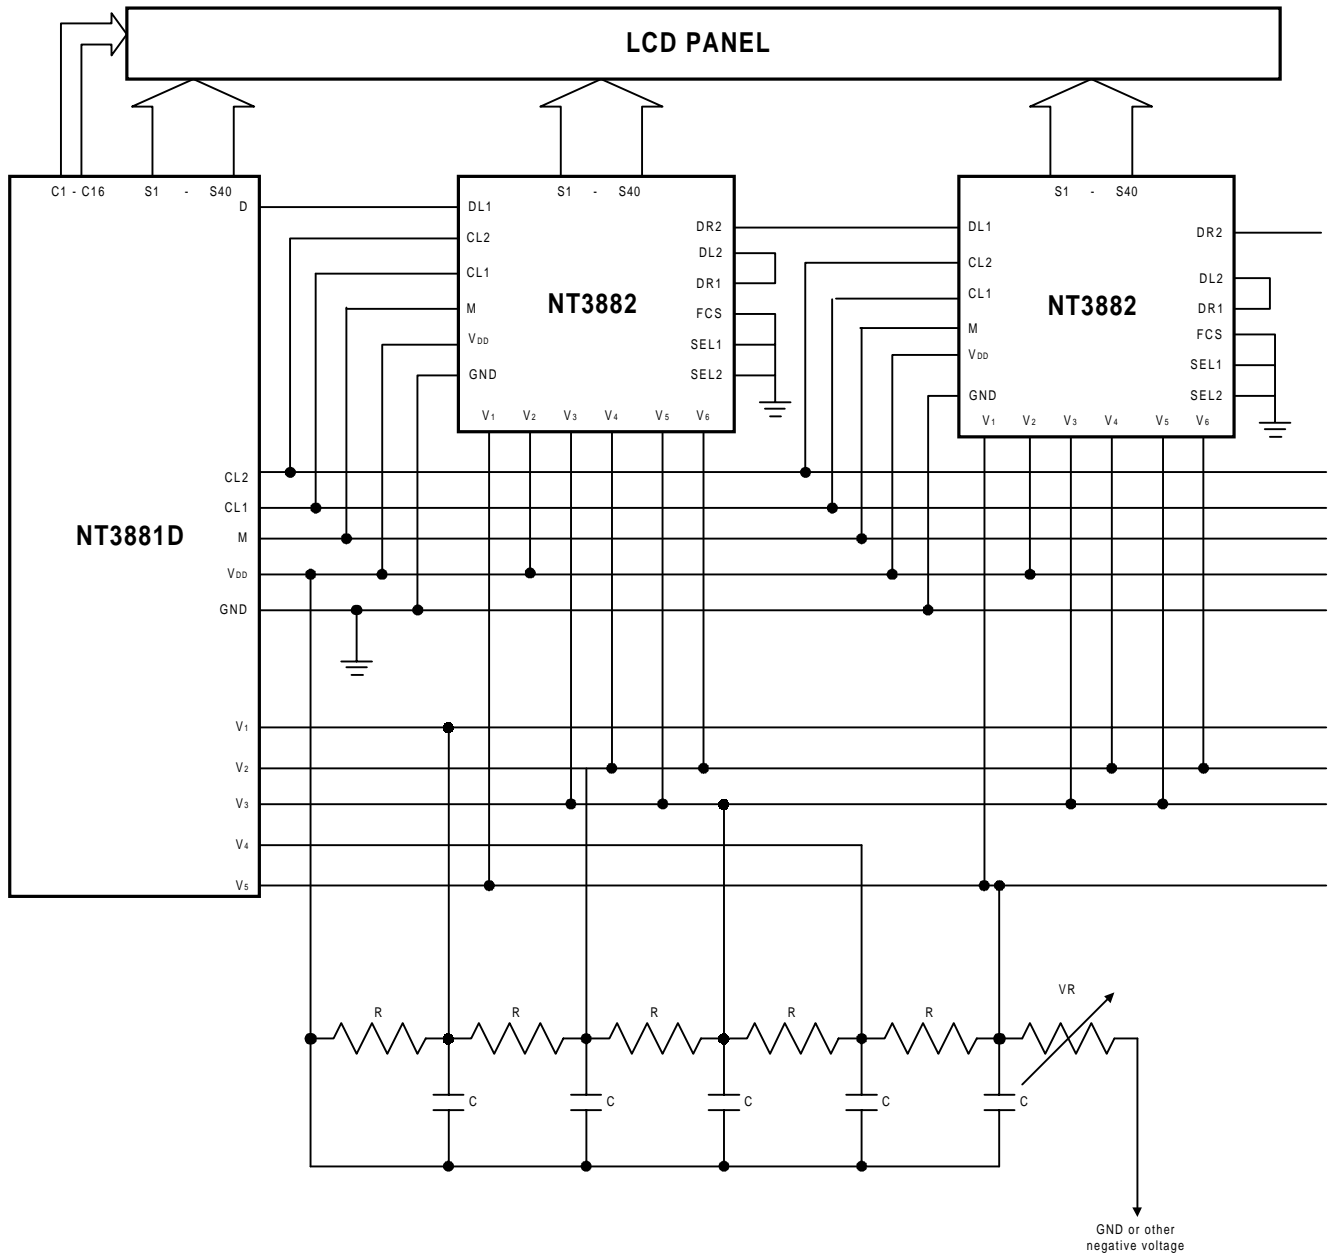 LCD PANEL
C1 - C16 S1 - S40
D
S1 - S40
DL1
CL2
CL1
M
VDD
GND
NT3882
DR2
DL2
DR1
FCS
SEL1
SEL2
V1 V2 V3 V4 V5 V6
S1 - S40
DL1
CL2
CL1
M
VDD
GND
NT3882
DR2
DL2
DR1
FCS
SEL1
SEL2
V1 V2 V3 V4 V5 V6
NT3881D
CL2
CL1
M
VDD
GND
V1
V2
V3
V4
V5
R R R R R VR
C C C C C
GND or other
negative voltage